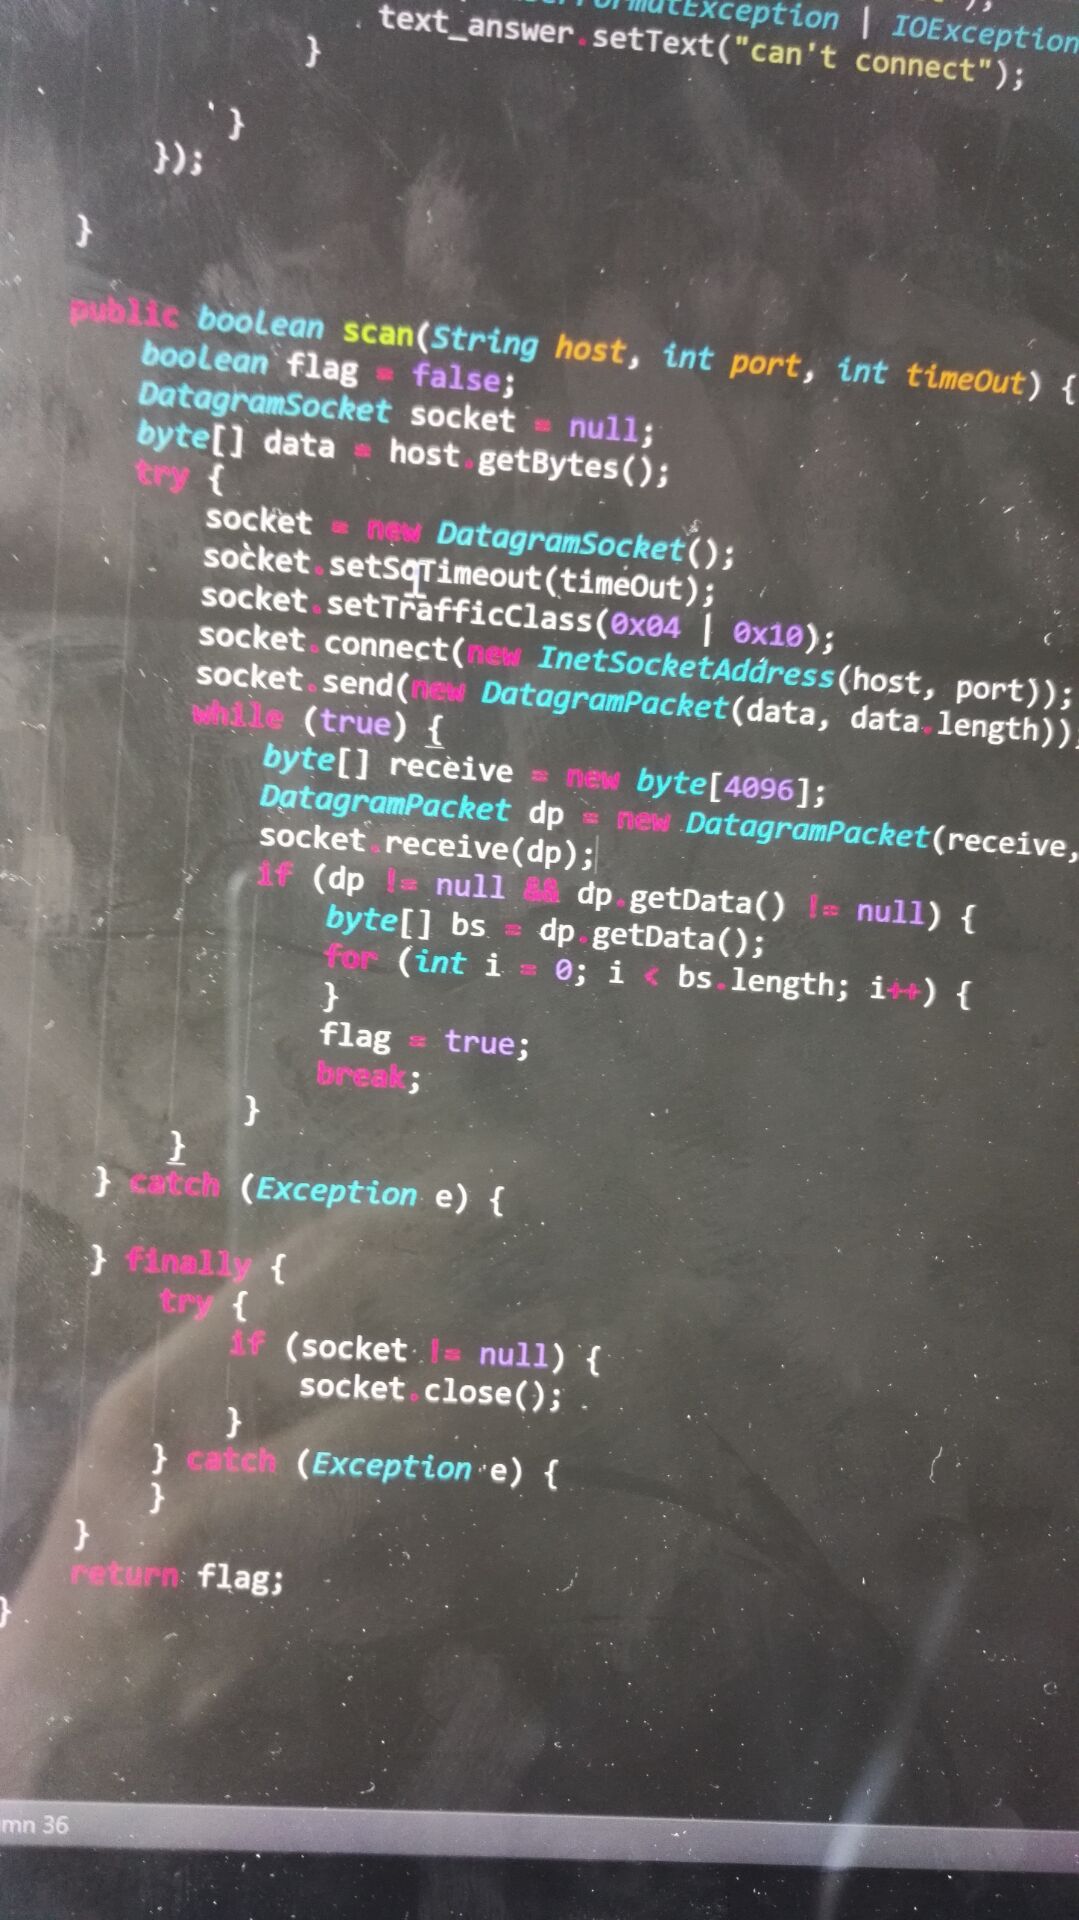 Exception | IOException
text_answer.setText("can't connect");
}
}
});
}
public boolean scan(String host, int port, int timeOut) {
boolean flag = false;
DatagramSocket socket = null;
byte[] data = host.getBytes();
try {
socket = new DatagramSocket();
socket.setSoTimeout(timeOut);
socket.setTrafficClass(0x04 | 0x10);
socket.connect(new InetSocketAddress(host, port));
socket.send(new DatagramPacket(data, data.length));
while (true) {
byte[] receive = new byte[4096];
DatagramPacket dp = new DatagramPacket(receive,
socket.receive(dp);
if (dp != null && dp.getData() != null) {
byte[] bs = dp.getData();
for (int i = 0; i < bs.length; i++) {
}
flag = true;
break;
}
}
} catch (Exception e) {
} finally {
try {
if (socket != null) {
socket.close();
}
} catch (Exception e) {
}
}
return flag;
}
mn 36